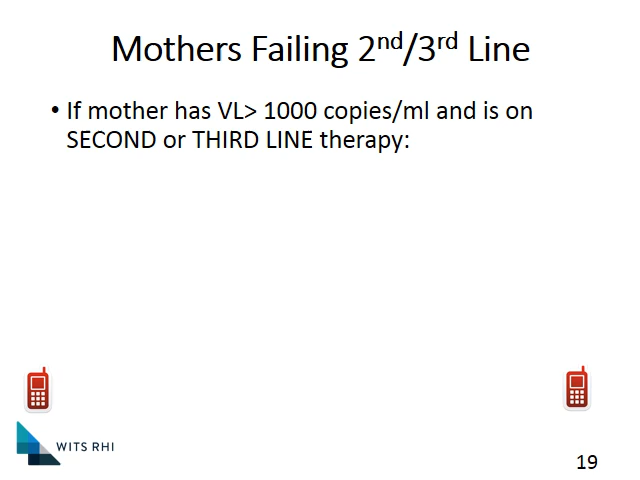 Mothers Failing 2nd/3rd Line
• If mother has VL> 1000 copies/ml and is on
SECOND or THIRD LINE therapy:
WITS RHI
19